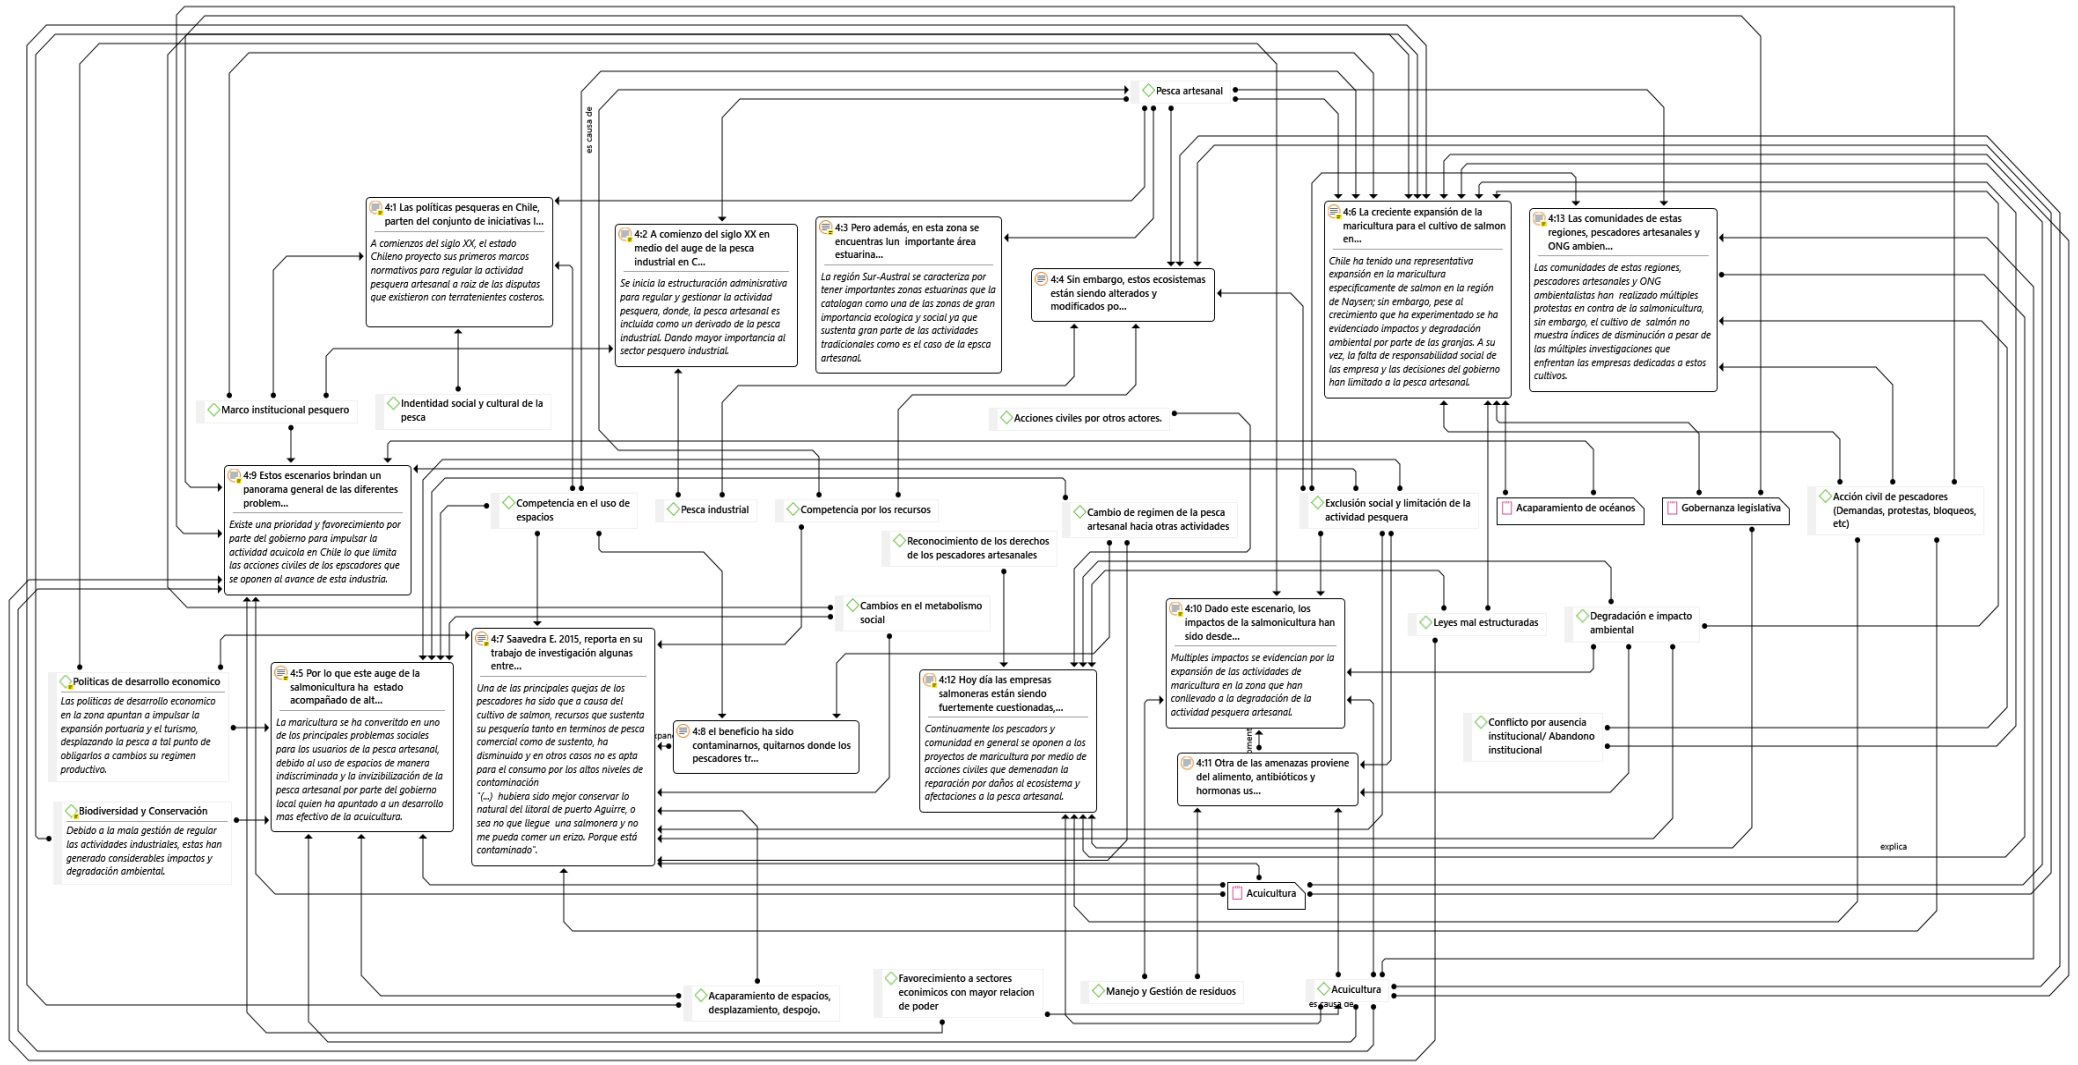 Pesca artesanal
es causa de
4:1 Las políticas pesqueras en Chile,
parten del conjunto de iniciativas l...
A comienzos del siglo XX, el estado
Chileno proyecto sus primeros marcos
normativos para regular la actividad
pesquera artesanal a raiz de las disputas
que existieron con terratenientes costeros.
4:2 A comienzo del siglo XX en
medio del auge de la pesca
industrial en C...
Se inicia la estructuración adminisrativa
para regular y gestionar la actividad
pesquera, donde, la pesca artesanal es
incluida como un derivado de la pesca
industrial. Dando mayor importancia al
sector pesquero industrial.
4:3 Pero además, en esta zona se
encuentras lun importante área
estuarina...
La región Sur-Austral se caracteriza por
tener importantes zonas estuarinas que la
catalogan como una de las zonas de gran
importancia ecologica y social ya que
sustenta gran parte de las actividades
tradicionales como es el caso de la epsca
artesanal.
4:4 Sin embargo, estos ecosistemas
están siendo alterados y
modificados po...
4:6 La creciente expansión de la
maricultura para el cultivo de salmon
en...
Chile ha tenido una representativa
expansión en la maricultura
especificamente de salmon en la región
de Naysen; sin embargo, pese al
crecimiento que ha experimentado se ha
evidenciado impactos y degradación
ambiental por parte de las granjas. A su
vez, la falta de responsabilidad social de
las empresa y las decisiones del gobierno
han limitado a la pesca artesanal.
4:13 Las comunidades de estas
regiones, pescadores artesanales y
ONG ambien...
Las comunidades de estas regiones,
pescadores artesanales y ONG
ambientalistas han realizado múltiples
protestas en contra de la salmonicultura,
sin embargo, el cultivo de salmón no
muestra índices de disminución a pesar de
las múltiples investigaciones que
enfrentan las empresas dedicadas a estos
cultivos.
Marco institucional pesquero
Indentidad social y cultural de la
pesca
Acciones civiles por otros actores.
4:9 Estos escenarios brindan un
panorama general de las diferentes
problem...
Existe una prioridad y favorecimiento por
parte del gobierno para impulsar la
actividad acuicola en Chile lo que limita
las acciones civiles de los epscadores que
se oponen al avance de esta industria.
Competencia en el uso de
espacios
Pesca industrial
Competencia por los recursos
Cambio de regimen de la pesca
artesanal hacia otras actividades
Exclusión social y limitación de la
actividad pesquera
Acaparamiento de océanos
Gobernanza legislativa
Acción civil de pescadores
(Demandas, protestas, bloqueos,
etc)
Reconocimiento de los derechos
de los pescadores artesanales
Cambios en el metabolismo
social
4:10 Dado este escenario, los
impactos de la salmonicultura han
sido desde...
Multiples impactos se evidencian por la
expansión de las actividades de
maricultura en la zona que han
conllevado a la degradación de la
actividad pesquera artesanal.
Leyes mal estructuradas
Degradación e impacto
ambiental
Politicas de desarrollo economico
Las políticas de desarrollo economico
en la zona apuntan a impulsar la
expansión portuaria y el turismo,
desplazando la pesca a tal punto de
obligarlos a cambios su regimen
productivo.
4:5 Por lo que este auge de la
salmonicultura ha estado
acompañado de alt...
La maricultura se ha converitdo en uno
de los principales problemas sociales
para los usuarios de la pesca artesanal,
debido al uso de espacios de manera
indiscriminada y la invizibilización de la
pesca artesanal por parte del gobierno
local quien ha apuntado a un desarrollo
mas efectivo de la acuicultura.
4:7 Saavedra E. 2015, reporta en su
trabajo de investigación algunas
entre...
Una de las principales quejas de los
pescadores ha sido que a causa del
cultivo de salmon, recursos que sustenta
su pesquería tanto en terminos de pesca
comercial como de sustento, ha
disminuido y en otros casos no es apta
para el consumo por los altos niveles de
contaminación
"(...) hubiera sido mejor conservar lo
natural del litoral de puerto Aguirre, o
sea no que llegue una salmonera y no
me pueda comer un erizo. Porque está
contaminado".
4:8 el beneficio ha sido
contaminarnos, quitarnos donde los
pescadores tr...
4:12 Hoy día las empresas
salmoneras están siendo
fuertemente cuestionadas,...
Continuamente los pescadors y
comunidad en general se oponen a los
proyectos de maricultura por medio de
acciones civiles que demenadan la
reparación por daños al ecosistema y
afectaciones a la pesca artesanal.
4:11 Otra de las amenazas proviene
del alimento, antibióticos y
hormonas us...
Conflicto por ausencia
institucional/ Abandono
institucional
Biodiversidad y Conservación
Debido a la mala gestión de regular
las actividades industriales, estas han
generado considerables impactos y
degradación ambiental.
explica
Acuicultura
Acaparamiento de espacios,
desplazamiento, despojo.
Favorecimiento a sectores
econimicos con mayor relacion
de poder
Manejo y Gestión de residuos
Acuicultura
es causa de